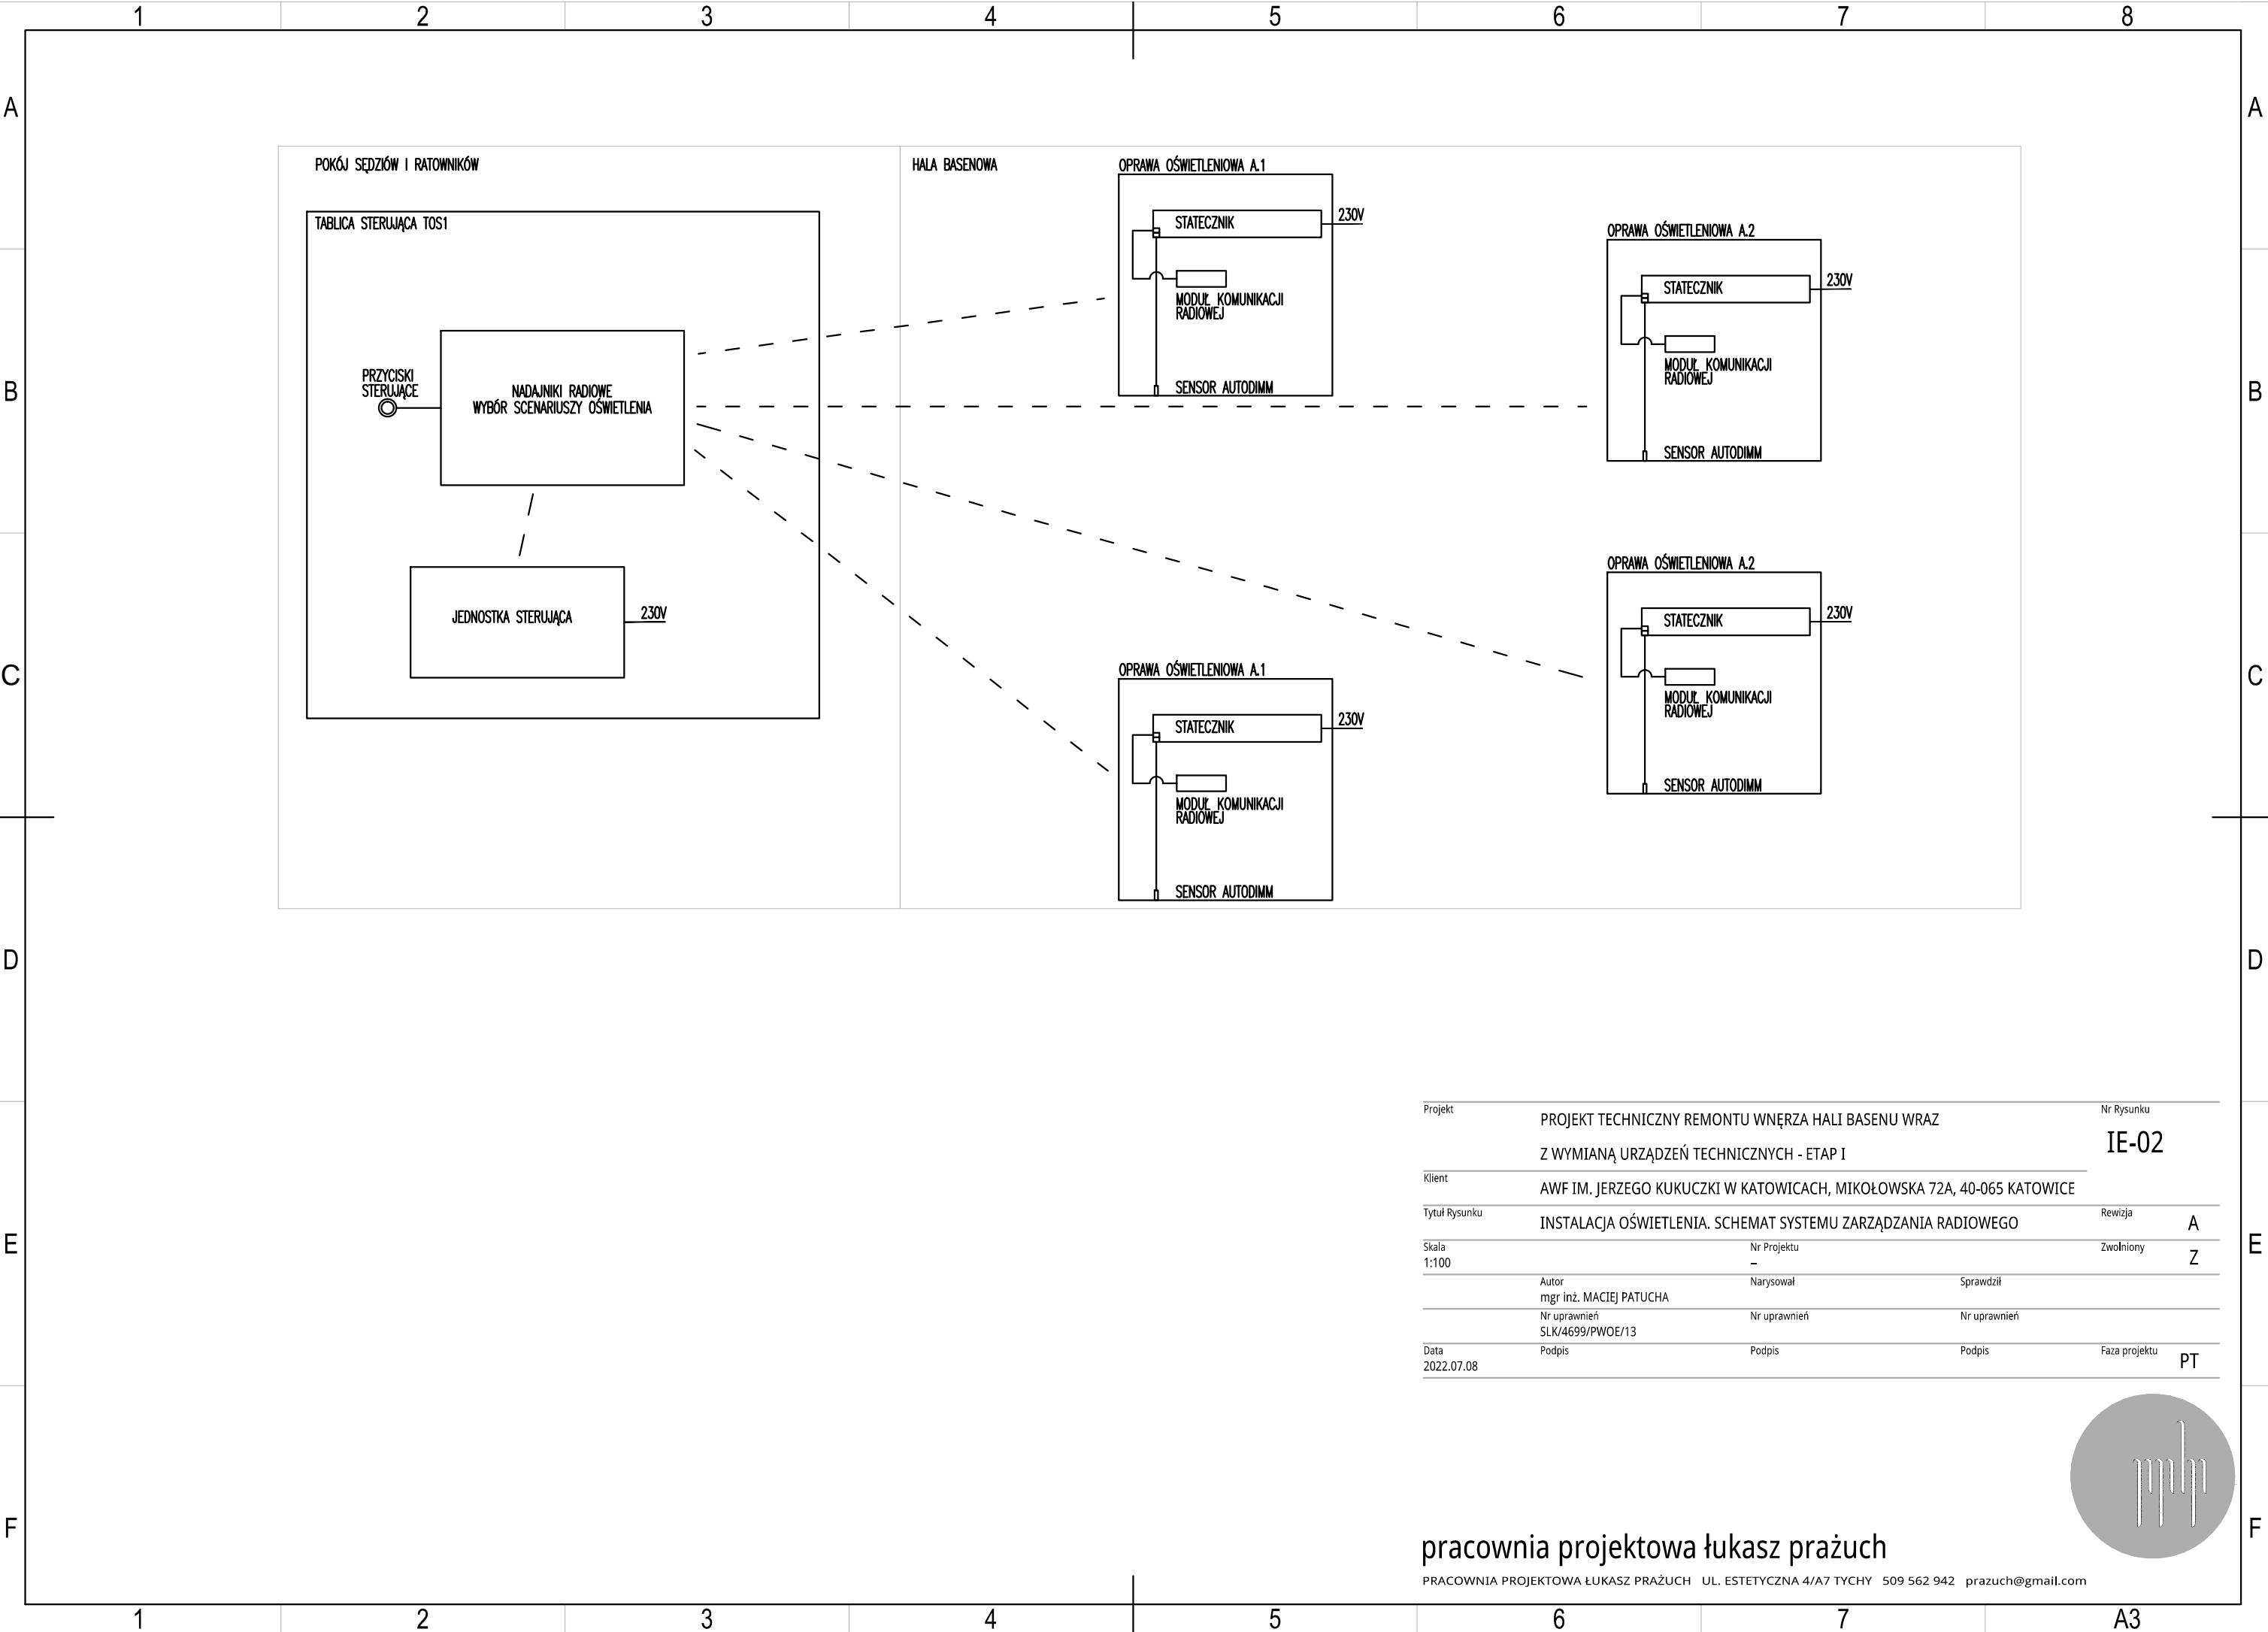 1 2 3 4 5 6 7 8
A A
POKÓJ SĘDZIÓW I RATOWNIKÓW
HALA BASENOWA
OPRAWA OŚWIETLENIOWA A.1
TABLICA STERUJĄCA TOS1
STATECZNIK
230V
MODUŁ KOMUNIKACJI
RADIOWEJ
SENSOR AUTODIMM
OPRAWA OŚWIETLENIOWA A.2
STATECZNIK
230V
MODUŁ KOMUNIKACJI
RADIOWEJ
SENSOR AUTODIMM
B B
PRZYCISKI
STERUJĄCE
NADAJNIKI RADIOWE
WYBÓR SCENARIUSZY OŚWIETLENIA
JEDNOSTKA STERUJĄCA
230V
OPRAWA OŚWIETLENIOWA A.2
STATECZNIK
230V
MODUŁ KOMUNIKACJI
RADIOWEJ
SENSOR AUTODIMM
C C
OPRAWA OŚWIETLENIOWA A.1
STATECZNIK
230V
MODUŁ KOMUNIKACJI
RADIOWEJ
SENSOR AUTODIMM
D D
Projekt
PROJEKT TECHNICZNY REMONTU WNĘRZA HALI BASENU WRAZ
Z WYMIANĄ URZĄDZEŃ TECHNICZNYCH - ETAP I
Nr Rysunku
IE-02
Klient
AWF IM. JERZEGO KUKUCZKI W KATOWICACH, MIKOŁOWSKA 72A, 40-065 KATOWICE
Tytuł Rysunku
INSTALACJA OŚWIETLENIA. SCHEMAT SYSTEMU ZARZĄDZANIA RADIOWEGO
Rewizja A
E E
Skala
1:100
Nr Projektu
–
Zwolniony Z
Autor Narysował Sprawdził
mgr inż. MACIEJ PATUCHA
Nr uprawnień Nr uprawnień Nr uprawnień
SLK/4699/PWOE/13
Data Podpis Podpis Podpis Faza projektu PT
2022.07.08
F F
pracownia projektowa łukasz prażuch
PRACOWNIA PROJEKTOWA ŁUKASZ PRAŻUCH UL. ESTETYCZNA 4/A7 TYCHY 509 562 942 prazuch@gmail.com
1 2 3 4 5 6 7 A3